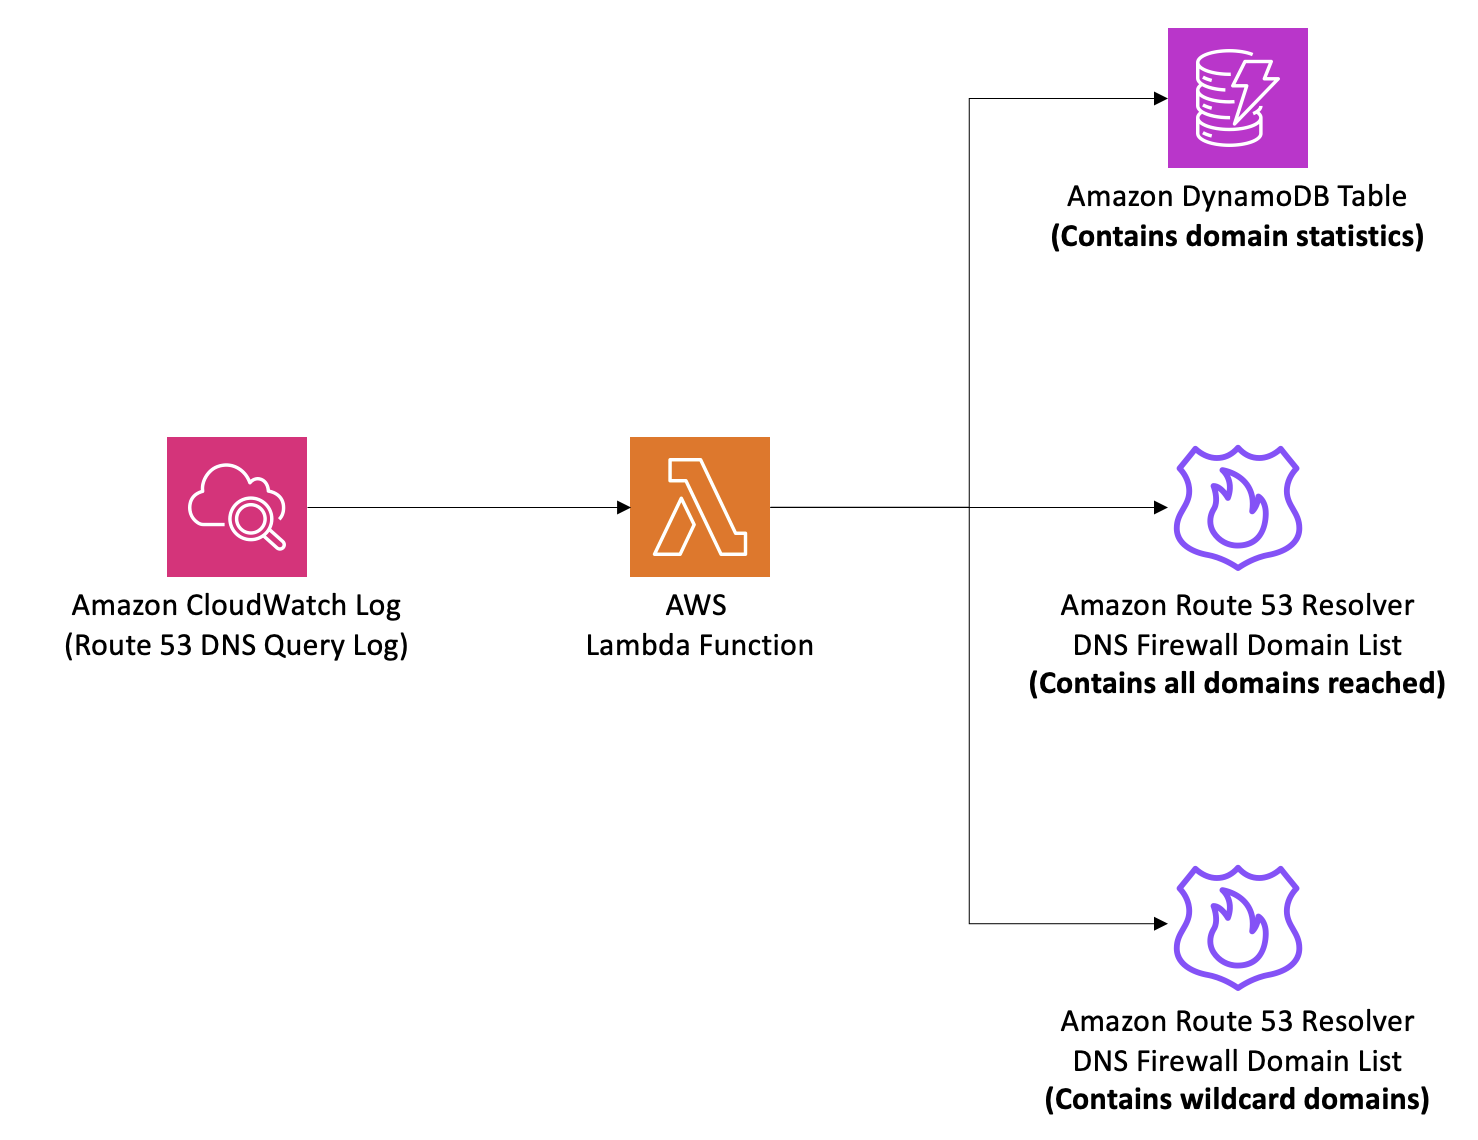 Amazon DynamoDB Table
(Contains domain statistics)
Amazon CloudWatch Log
(Route 53 DNS Query Log)
AWS
Lambda Function
Amazon Route 53 Resolver
DNS Firewall Domain List
(Contains all domains reached)
Amazon Route 53 Resolver
DNS Firewall Domain List
(Contains wildcard domains)